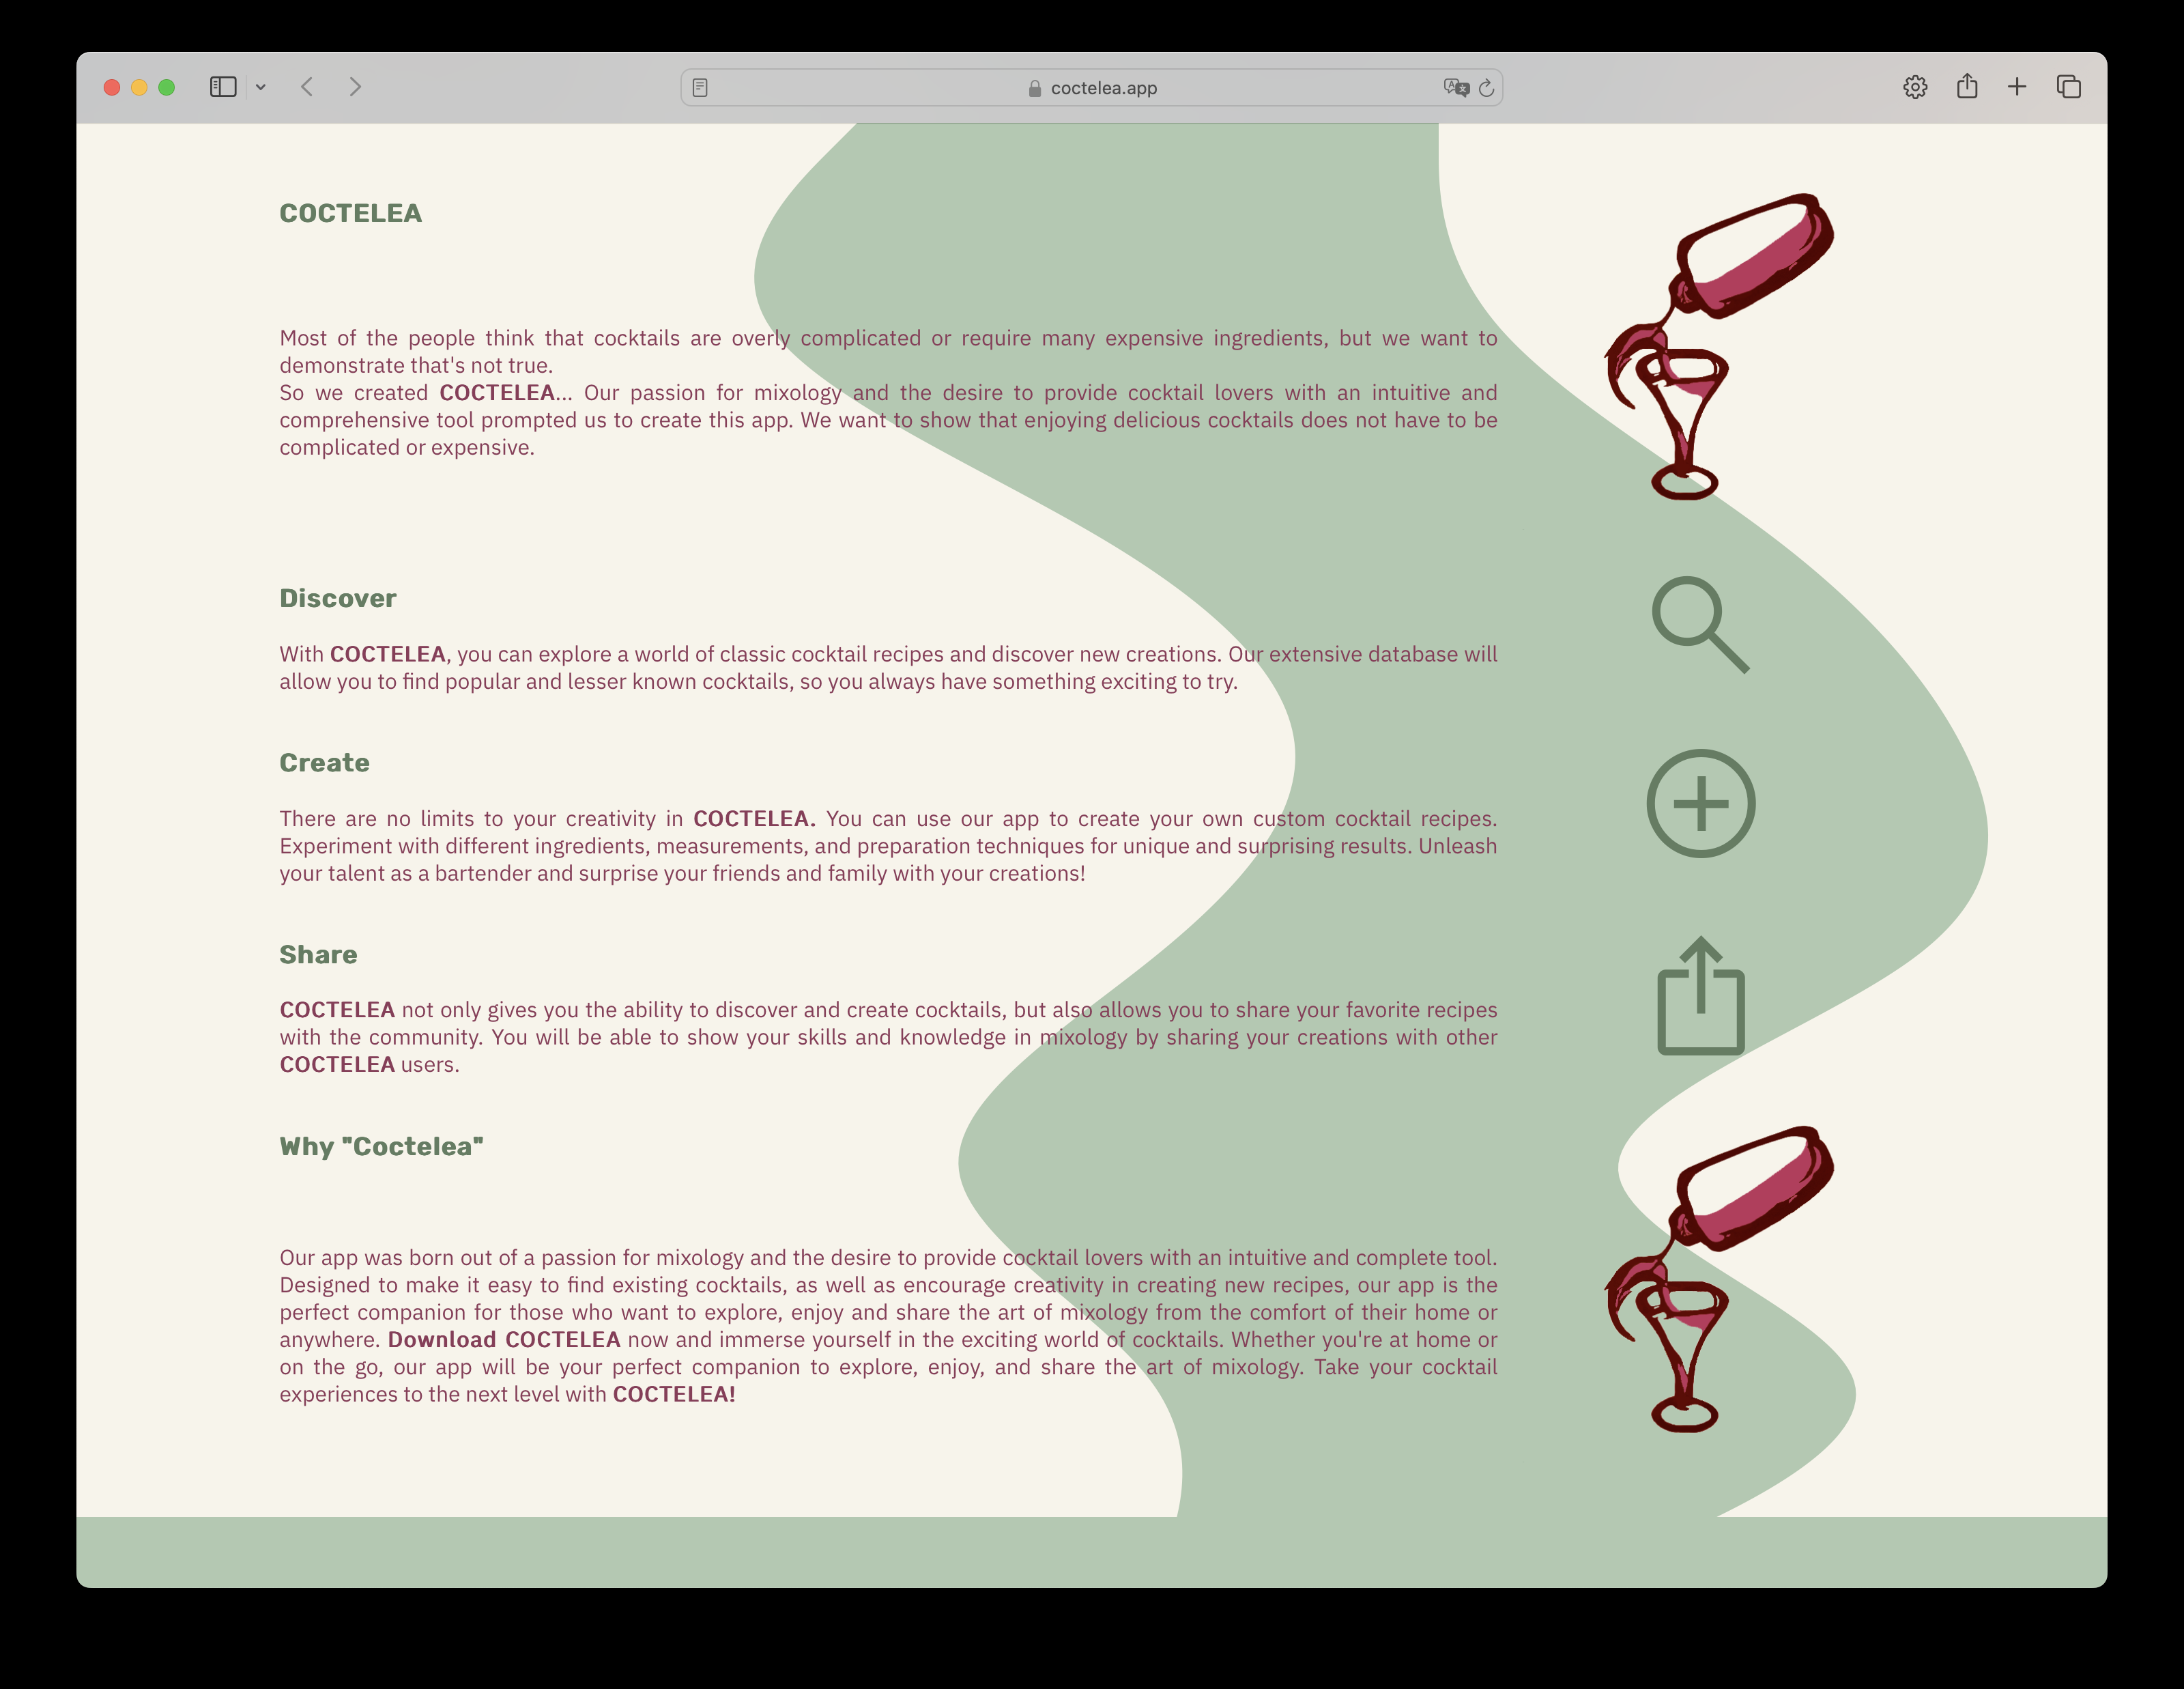 coctelea.app
COCTELEA
Most of the people think that cocktails are overly complicated or require many expensive ingredients, but we want to
demonstrate that's not true.
So we created COCTELEA... Our passion for mixology and the desire to provide cocktail lovers with an intuitive and
comprehensive tool prompted us to create this app. We want to show that enjoying delicious cocktails does not have to be
complicated or expensive.
Discover
With COCTELEA, you can explore a world of classic cocktail recipes and discover new creations. Our extensive database will
allow you to find popular and lesser known cocktails, so you always have something exciting to try.
Create
There are no limits to your creativity in COCTELEA. You can use our app to create your own custom cocktail recipes.
Experiment with different ingredients, measurements, and preparation techniques for unique and surprising results. Unleash
your talent as a bartender and surprise your friends and family with your creations!
Share
COCTELEA not only gives you the ability to discover and create cocktails, but also allows you to share your favorite recipes
with the community. You will be able to show your skills and knowledge in mixology by sharing your creations with other
COCTELEA users.
Why "Coctelea"
Our app was born out of a passion for mixology and the desire to provide cocktail lovers with an intuitive and complete tool.
Designed to make it easy to find existing cocktails, as well as encourage creativity in creating new recipes, our app is the
perfect companion for those who want to explore, enjoy and share the art of mixology from the comfort of their home or
anywhere. Download COCTELEA now and immerse yourself in the exciting world of cocktails. Whether you're at home or
on the go, our app will be your perfect companion to explore, enjoy, and share the art of mixology. Take your cocktail
experiences to the next level with COCTELEA!